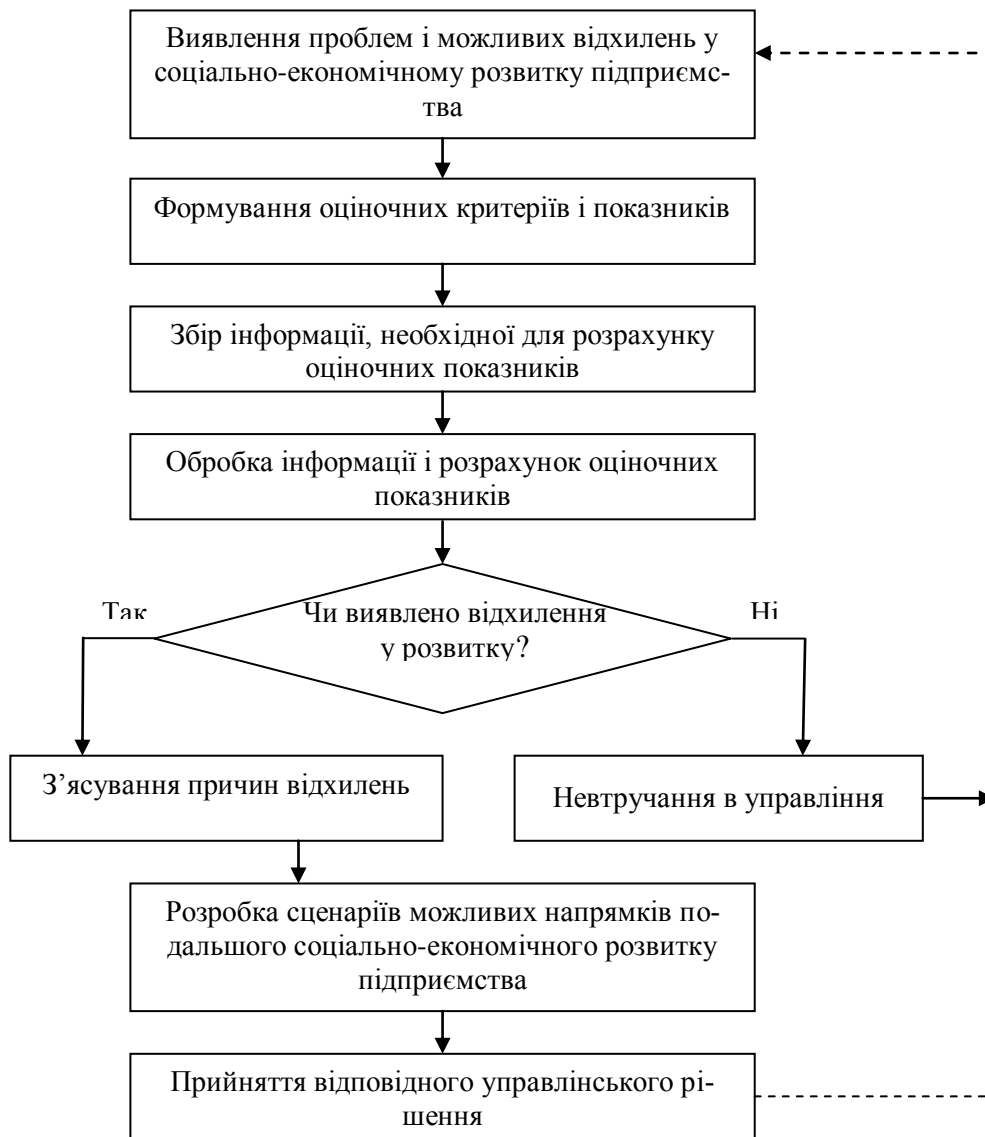 Виявлення проблем і можливих відхилень у
соціально-економічному розвитку підприємс-
тва
Формування оціночних критеріїв і показників
Збір інформації, необхідної для розрахунку
оціночних показників
Обробка інформації і розрахунок оціночних
показників
Чи виявлено відхилення
у розвитку?
Так
Ні
З’ясування причин відхилень
Невтручання в управління
Розробка сценаріїв можливих напрямків по-
дальшого соціально-економічного розвитку
підприємства
Прийняття відповідного управлінського рі-
шення